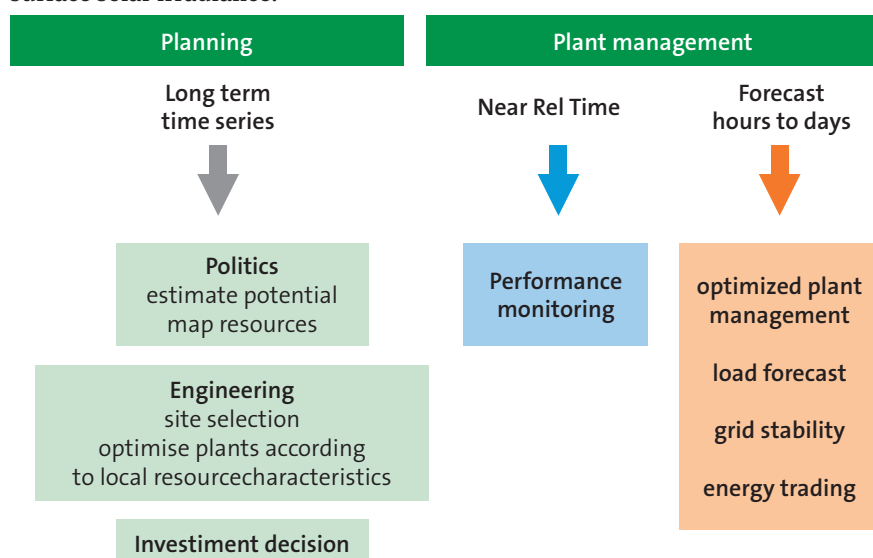 Planning
Long term
time series
Politics
estimate potential
map resources
Engineering
site selection
optimise plants according
to local resourcecharacteristics
Investiment decision
Plant management
Near Rel Time
Performance
monitoring
Forecast
hours to days
optimized plant
management
load forecast
grid stability
energy trading